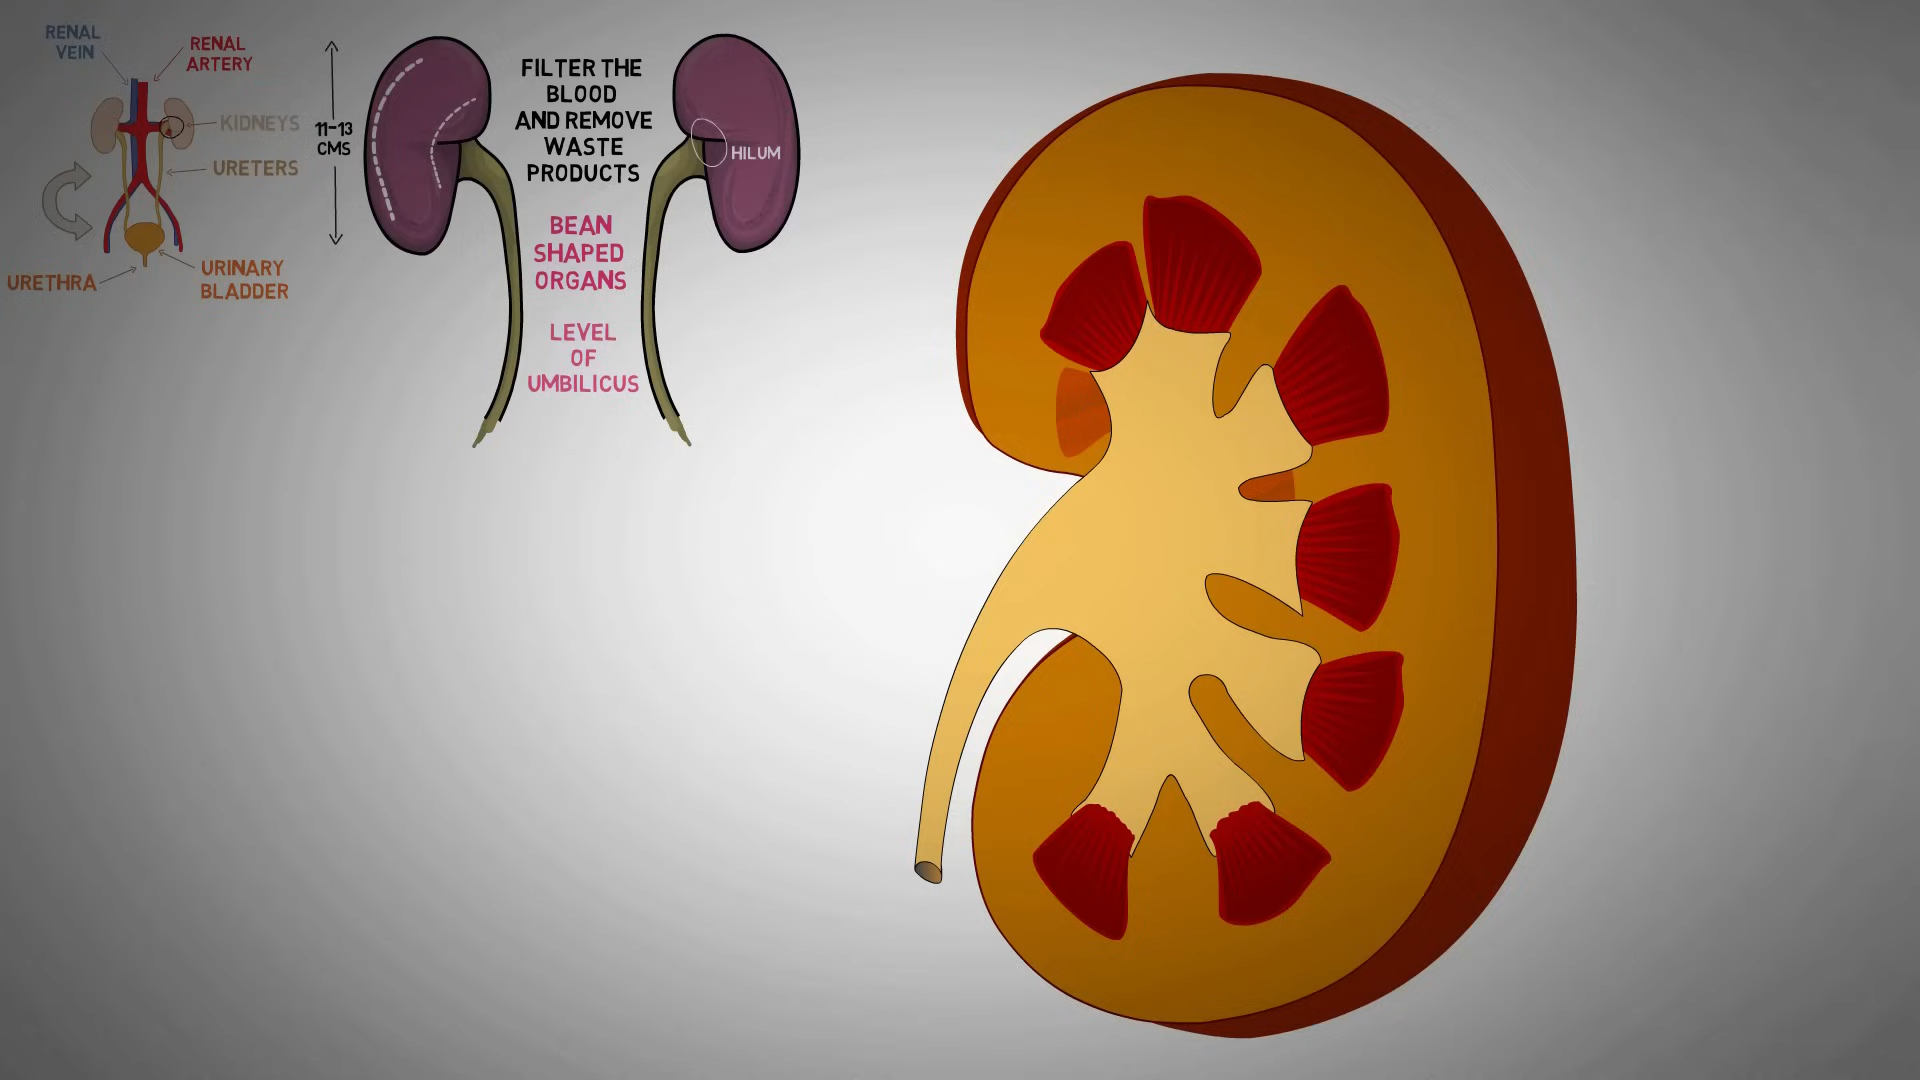 RENAL
VEIN
RENAL
ARTERY
KIDNEYS
URETERS
URETHRA
URINARY
BLADDER
11-13
CMS
FILTER THE
BLOOD
AND REMOVE
WASTE
PRODUCTS
BEAN
SHAPED
ORGANS
LEVEL
OF
UMBILICUS
HILUM